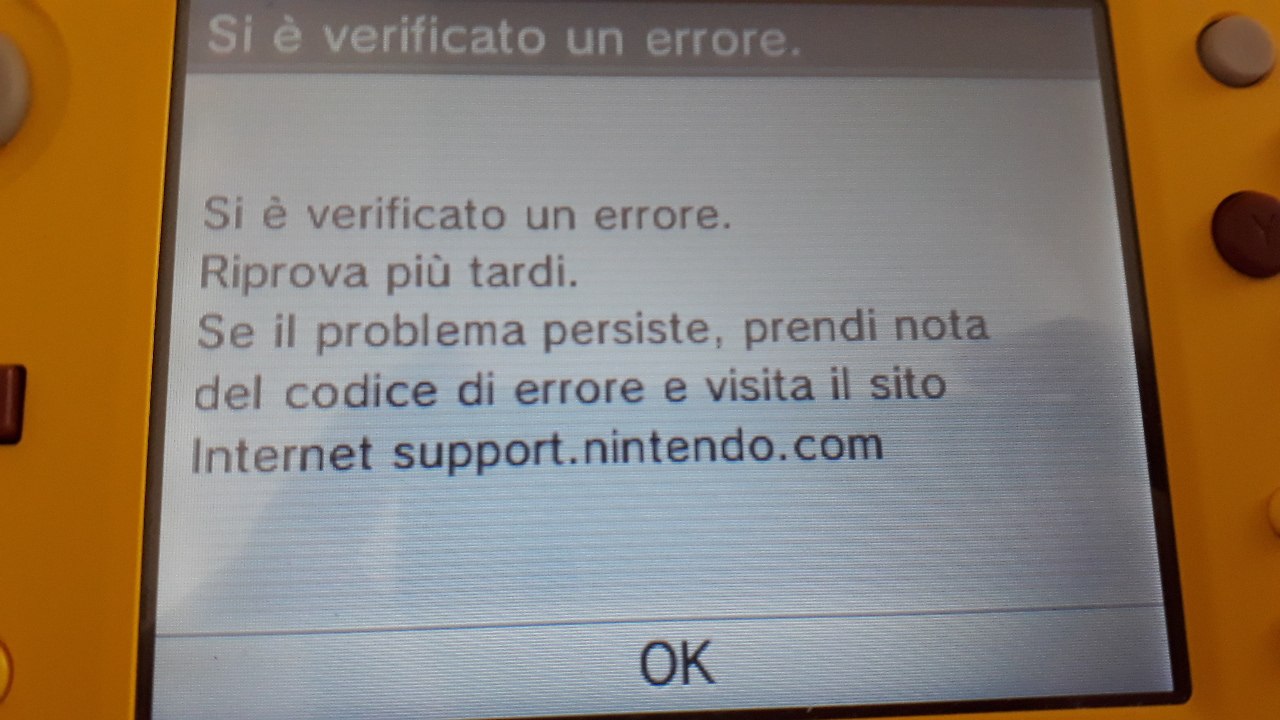 Si è verificato un errore.
Si è verificato un errore.
Riprova più tardi.
Se il problema persiste, prendi nota
del codice di errore e visita il sito
Internet support.nintendo.com
OK